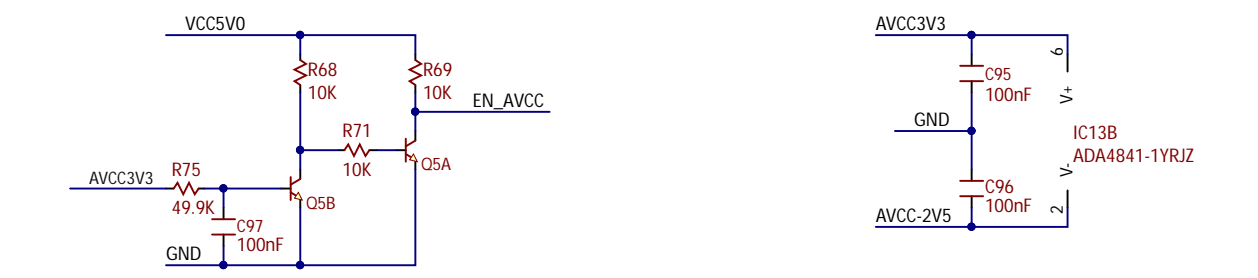 VCC5V0
R68
10K
R69
10K
EN_AVCC
R71
10K
Q5A
R75
49.9K
AVCC3V3
Q5B
C97
100nF
GND
AVCC3V3
6
C95
100nF
V+
GND
IC13B
ADA4841-1YRJZ
V-
C96
100nF
2
AVCC-2V5